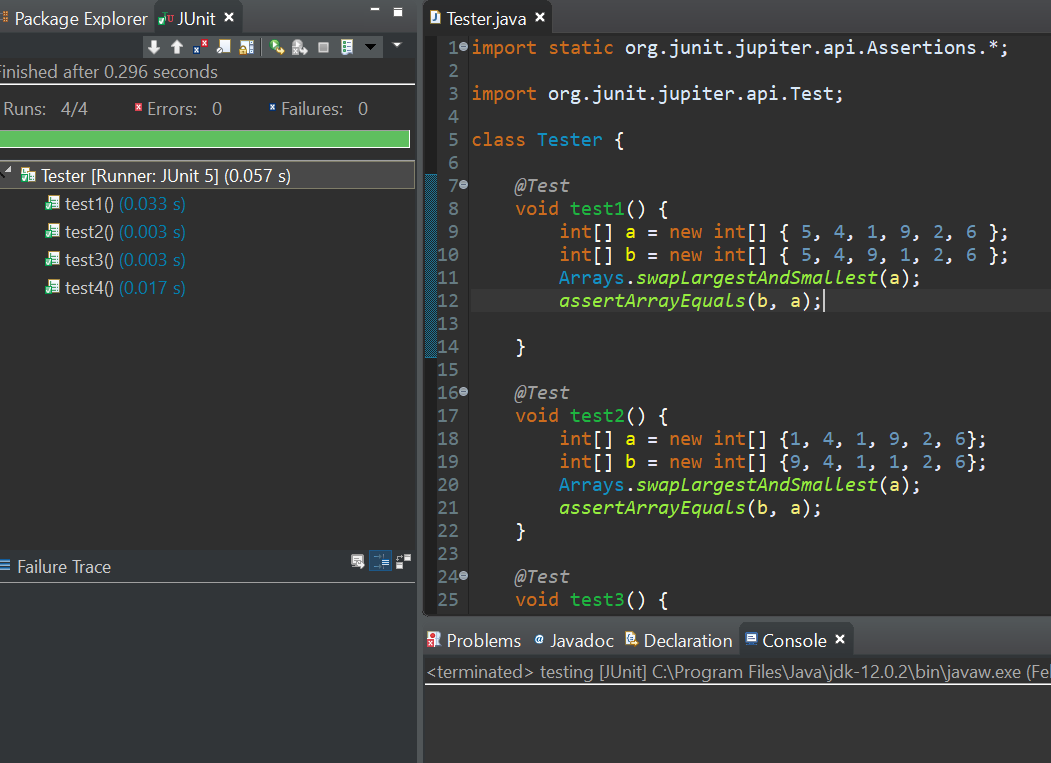 Package Explorer JUnit
Finished after 0.296 seconds
Runs: 4/4 Errors: 0 Failures: 0
Tester [Runner: JUnit 5] (0.057 s)
test1() (0.033 s)
test2() (0.003 s)
test3() (0.003 s)
test4() (0.017 s)
Failure Trace
Tester.java
1 import static org.junit.jupiter.api.Assertions.*;
2
3 import org.junit.jupiter.api.Test;
4
5 class Tester {
6
7 @Test
8 void test1() {
9 int[] a = new int[] { 5, 4, 1, 9, 2, 6 };
10 int[] b = new int[] { 5, 4, 9, 1, 2, 6 };
11 Arrays.swapLargestAndSmallest(a);
12 assertArrayEquals(b, a);
13
14 }
15
16 @Test
17 void test2() {
18 int[] a = new int[] {1, 4, 1, 9, 2, 6};
19 int[] b = new int[] {9, 4, 1, 1, 2, 6};
20 Arrays.swapLargestAndSmallest(a);
21 assertArrayEquals(b, a);
22 }
23
24 @Test
25 void test3() {
Problems Javadoc Declaration Console
<terminated> testing [JUnit] C:\Program Files\Java\jdk-12.0.2\bin\javaw.exe (Fe